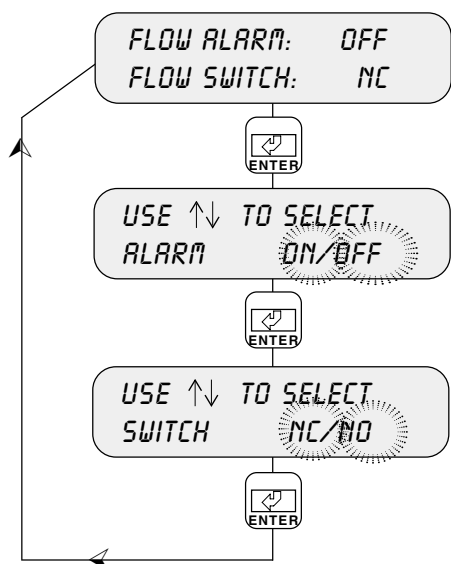 FLOW ALARM: OFF
FLOW SWITCH: NC
ENTER
USE ↑↓ TO SELECT
ALARM ON/OFF
ENTER
USE ↑↓ TO SELECT
SWITCH NC/NO
ENTER